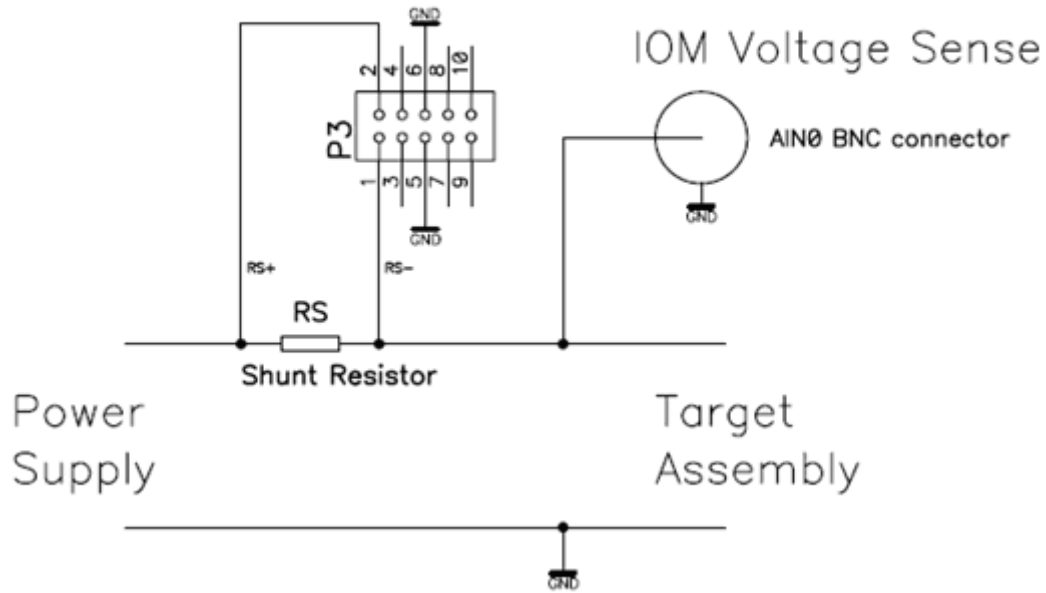 GND
IOM Voltage Sense
2 4 6 8 10
P3
AIN0 BNC connector
1 3 5 7 9
GND
GND
RS+
RS-
RS
Shunt Resistor
Power
Supply
Target
Assembly
GND